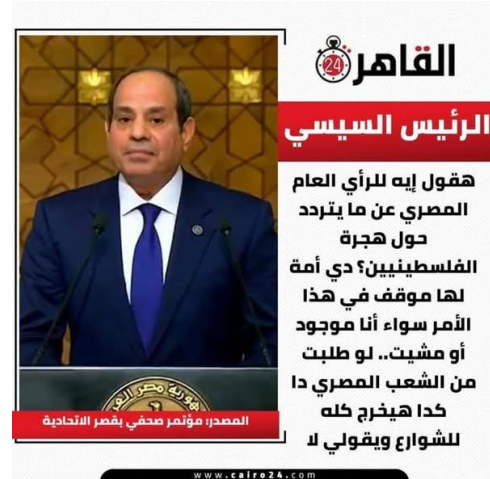 القاهرة
24
الرئيس السيسي
هقول إيه للرأي العام
المصري عن ما يتردد
حول هجرة
الفلسطينيين؟ دي أمة
لها موقف في هذا
الأمر سواء أنا موجود
أو مشيت.. لو طلبت
من الشعب المصري دا
كدا هيخرج كله
للشوارع ويقولي لا
المصدر: مؤتمر صحفي بقصر الاتحادية
www.cairo24.com